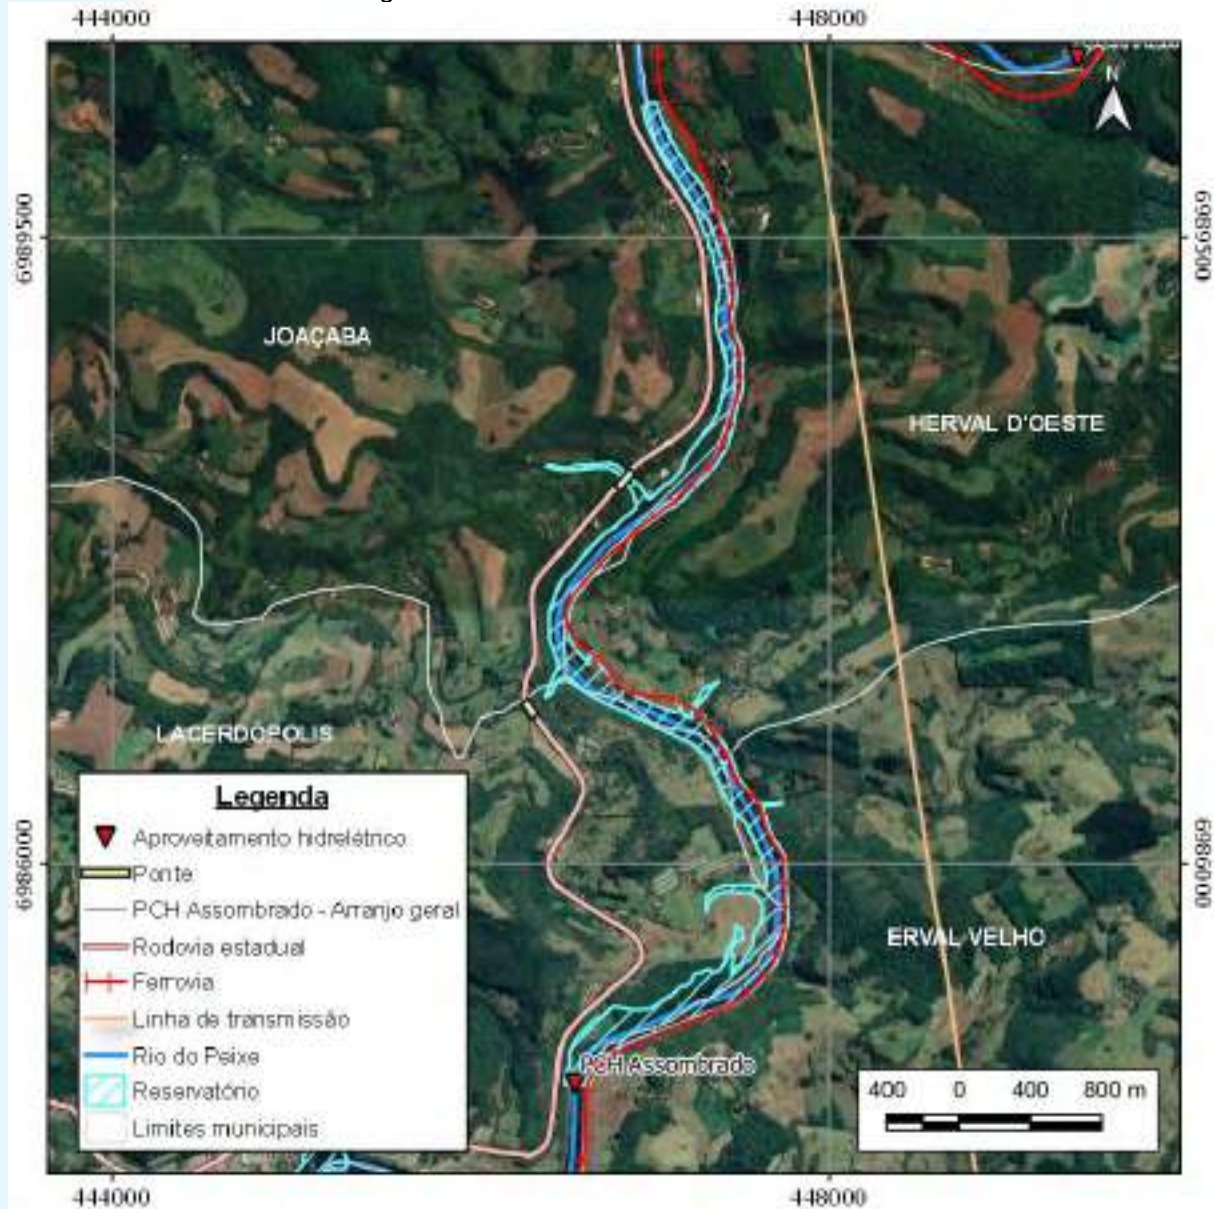 444000
448000
N
6989500
6989500
JOAÇABA
HERVAL D'OESTE
LACERDÓPOLIS
Legenda
Aproveitamento hidrelétrico
Ponte
PCH Assombrado - Arranjo geral
Rodovia estadual
Ferrovia
Linha de transmissão
Rio do Peixe
Reservatório
Limites municipais
6986000
6986000
ERVAL VELHO
PCH Assombrado
400 0 400 800 m
444000
448000